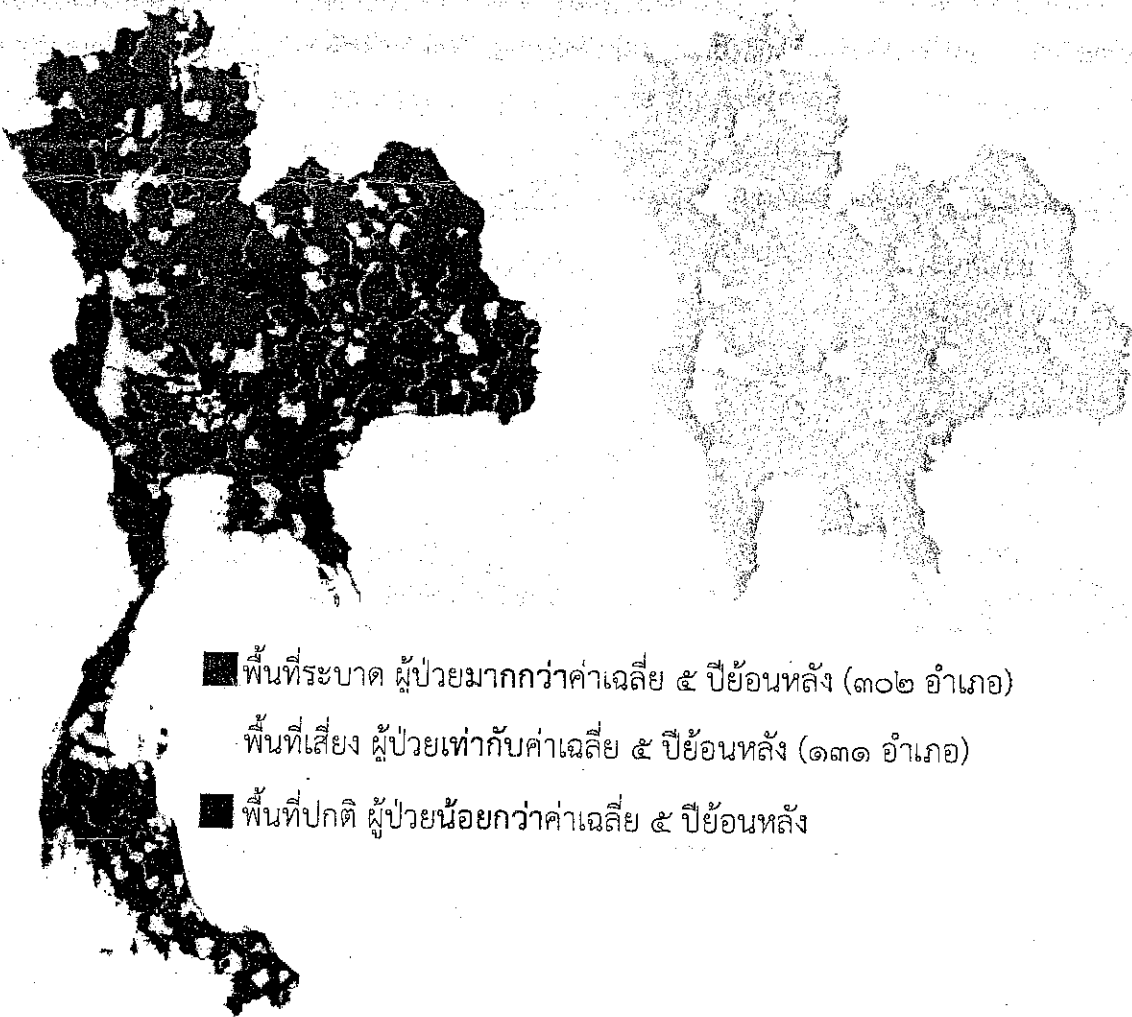 พื้นที่ระบาด ผู้ป่วยมากกว่าค่าเฉลี่ย ๕ ปีย้อนหลัง (๓๐๒ อำเภอ)
พื้นที่เสี่ยง ผู้ป่วยเท่ากับค่าเฉลี่ย ๕ ปีย้อนหลัง (๑๓๑ อำเภอ)
พื้นที่ปกติ ผู้ป่วยน้อยกว่าค่าเฉลี่ย ๕ ปีย้อนหลัง